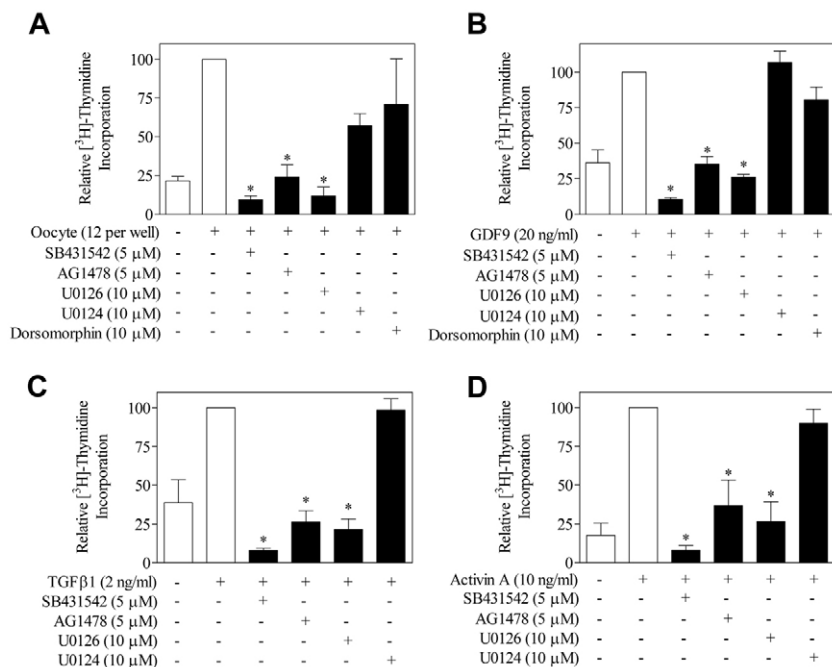 A
Relative [³H]-Thymidine
Incorporation
100
75
50
25
0
* * *
Oocyte (12 per well) - + + + + + +
SB431542 (5 µM) - - + - - - -
AG1478 (5 µM) - - - + - - -
U0126 (10 µM) - - - - + - -
U0124 (10 µM) - - - - - + -
Dorsomorphin (10 µM) - - - - - - +
B
Relative [³H]-Thymidine
Incorporation
100
75
50
25
0
* * *
GDF9 (20 ng/ml) - + + + + + +
SB431542 (5 µM) - - + - - - -
AG1478 (5 µM) - - - + - - -
U0126 (10 µM) - - - - + - -
U0124 (10 µM) - - - - - + -
Dorsomorphin (10 µM) - - - - - - +
C
Relative [³H]-Thymidine
Incorporation
100
75
50
25
0
* * *
TGFβ1 (2 ng/ml) - + + + + +
SB431542 (5 µM) - - + - - -
AG1478 (5 µM) - - - + - -
U0126 (10 µM) - - - - + -
U0124 (10 µM) - - - - - +
D
Relative [³H]-Thymidine
Incorporation
100
75
50
25
0
* * *
Activin A (10 ng/ml) - + + + + +
SB431542 (5 µM) - - + - - -
AG1478 (5 µM) - - - + - -
U0126 (10 µM) - - - - + -
U0124 (10 µM) - - - - - +